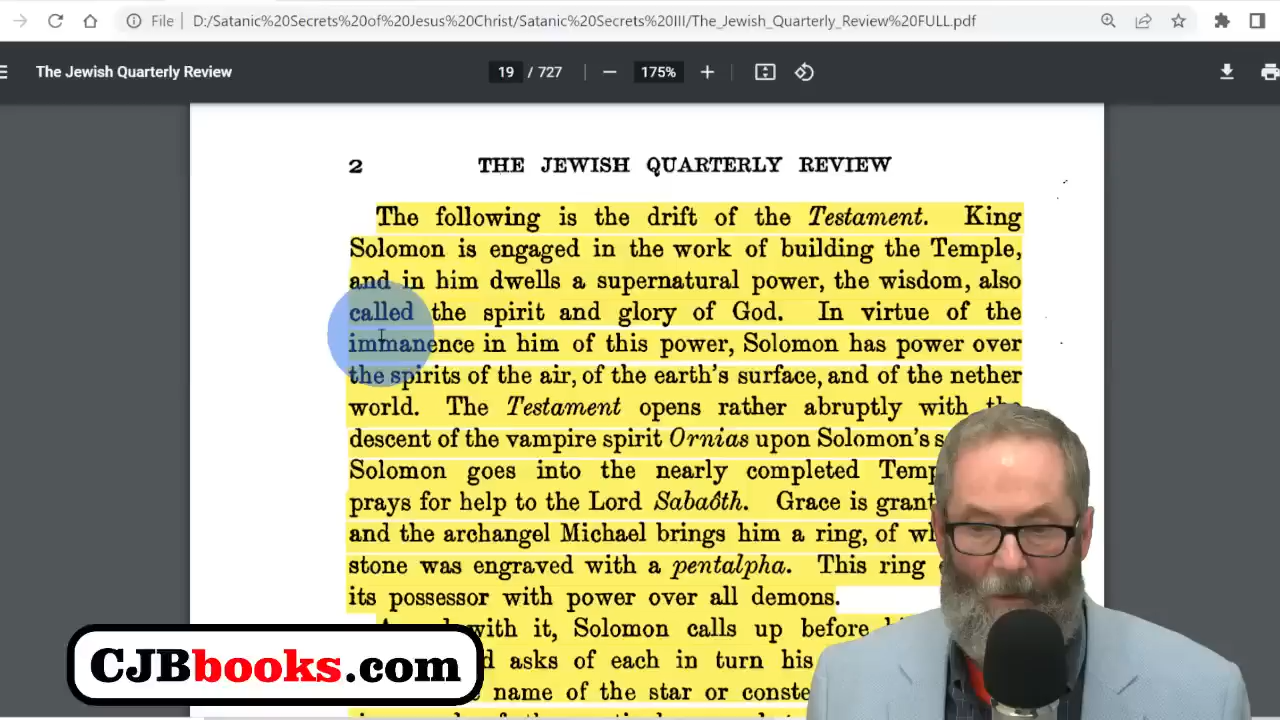 File | D:/Satanic%20Secrets%20of%20Jesus%20Christ/Satanic%20Secrets%20III/The_Jewish_Quarterly_Review%20FULL.pdf
The Jewish Quarterly Review
19 / 727
175%
2 THE JEWISH QUARTERLY REVIEW
The following is the drift of the Testament. King
Solomon is engaged in the work of building the Temple,
and in him dwells a supernatural power, the wisdom, also
called the spirit and glory of God. In virtue of the
immanence in him of this power, Solomon has power over
the spirits of the air, of the earth's surface, and of the nether
world. The Testament opens rather abruptly with the
descent of the vampire spirit Ornias upon Solomon's
Solomon goes into the nearly completed
prays for help to the Lord Sabaôth. Grace is
and the archangel Michael brings him a ring, of
stone was engraved with a pentalpha. This ring
its possessor with power over all demons.
with it, Solomon calls up before
asks of each in turn his
name of the star or
CJBbooks.com